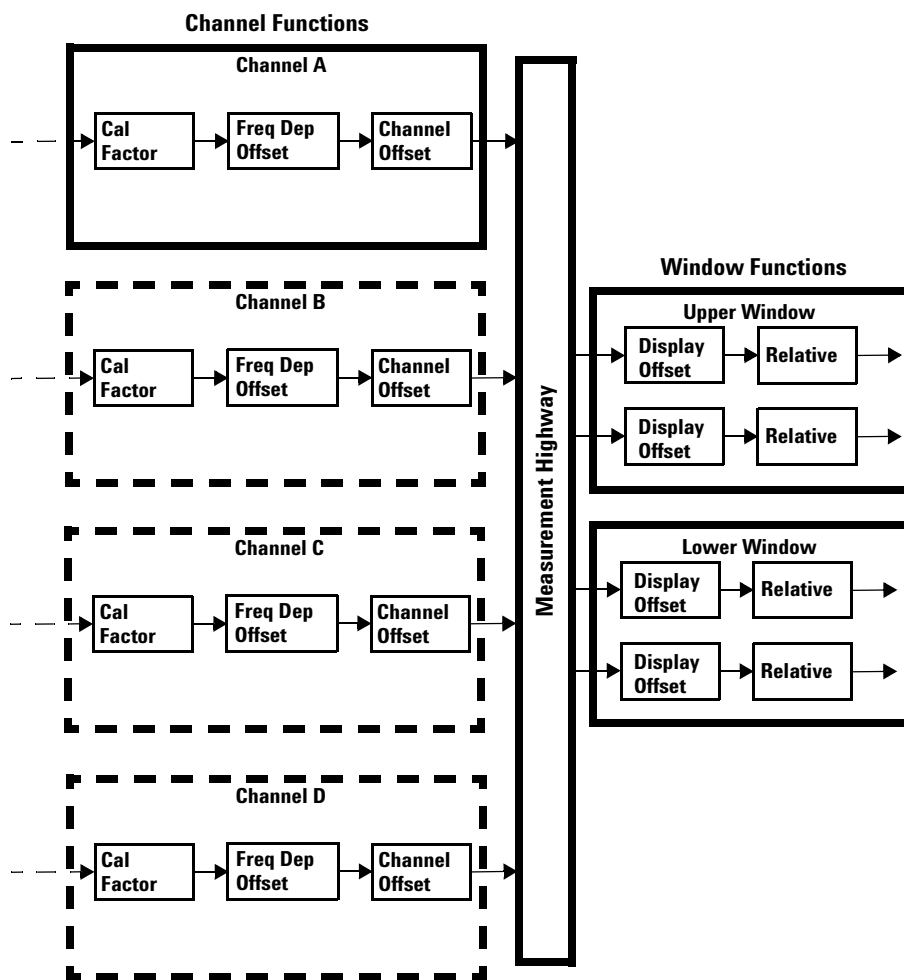 Channel Functions
Channel A
Cal
Factor
Freq Dep
Offset
Channel
Offset
Channel B
Cal
Factor
Freq Dep
Offset
Channel
Offset
Channel C
Cal
Factor
Freq Dep
Offset
Channel
Offset
Channel D
Cal
Factor
Freq Dep
Offset
Channel
Offset
Measurement Highway
Window Functions
Upper Window
Display
Offset
Relative
Display
Offset
Relative
Lower Window
Display
Offset
Relative
Display
Offset
Relative